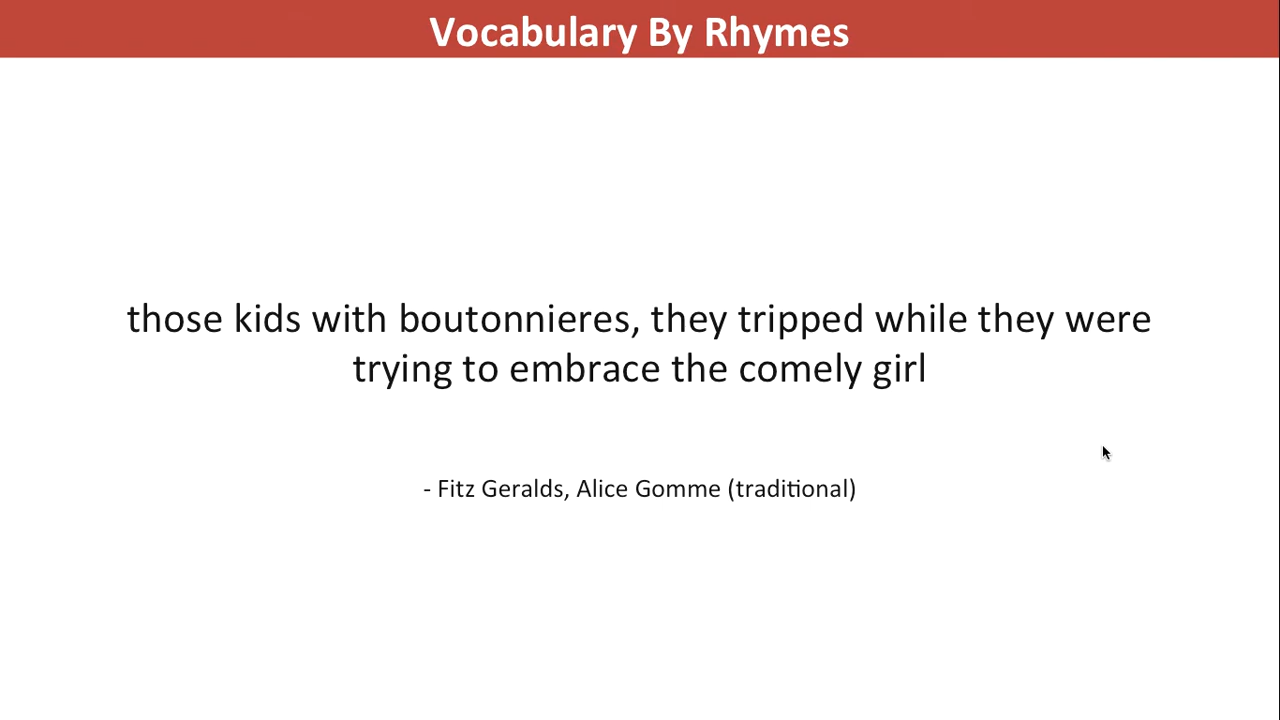 Vocabulary By Rhymes
those kids with boutonnieres, they tripped while they were
trying to embrace the comely girl
- Fitz Geralds, Alice Gomme (traditional)